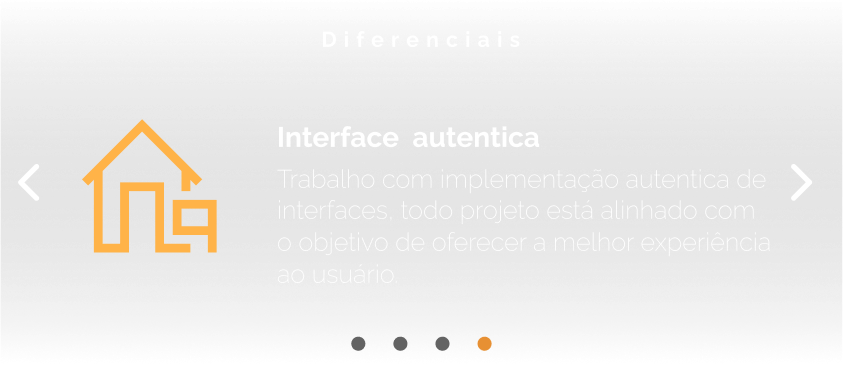 Diferenciais
Interface autentica
Trabalho com implementação autentica de
interfaces, todo projeto está alinhado com
o objetivo de oferecer a melhor experiência
ao usuário